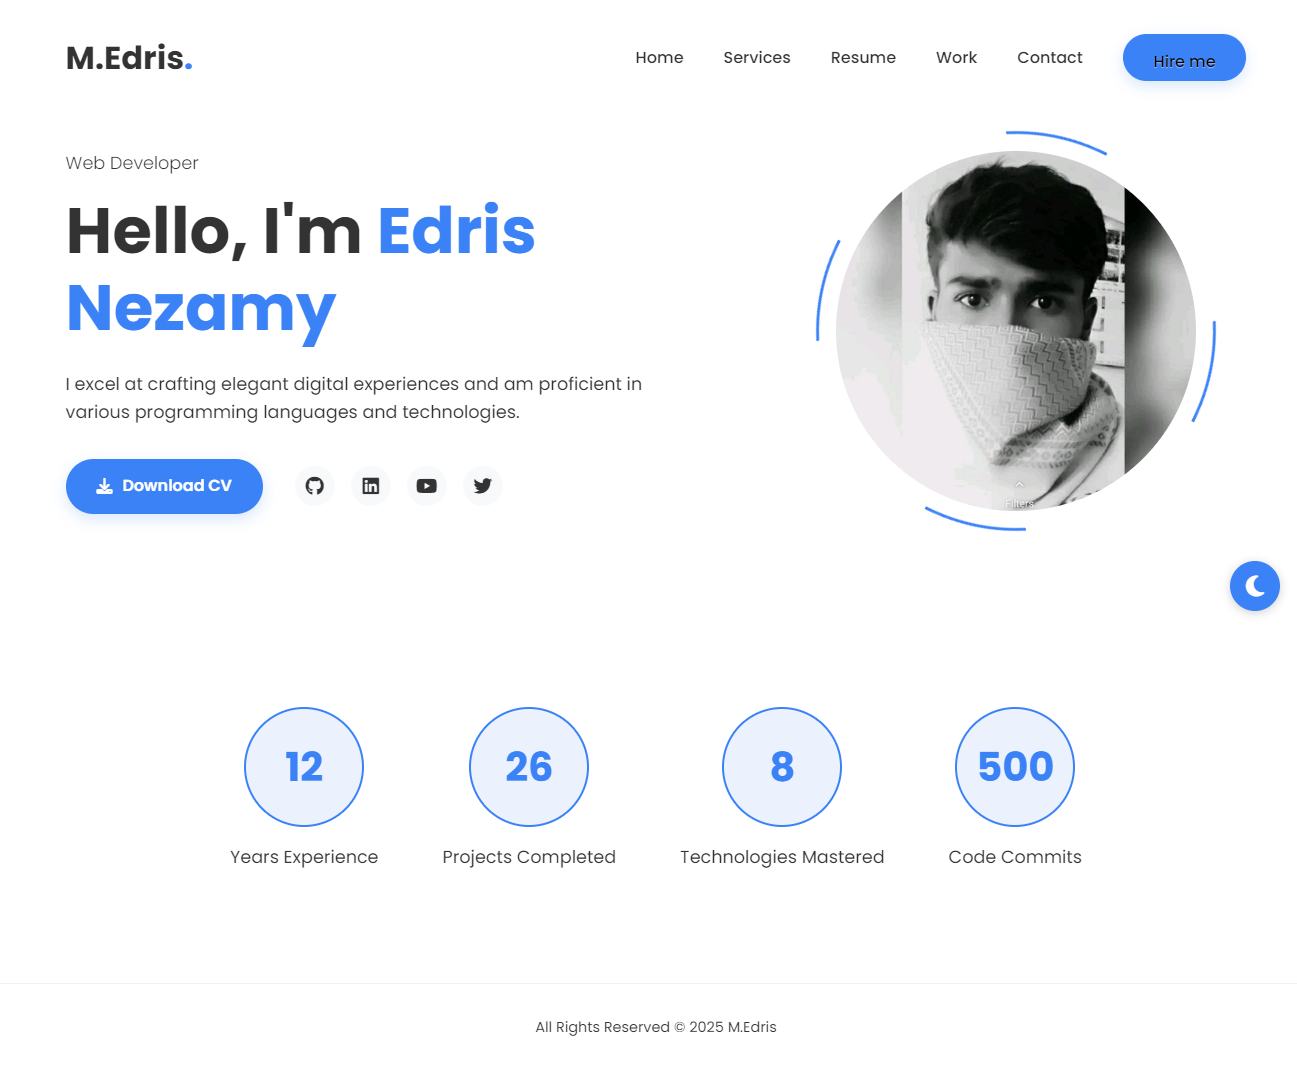 M.Edris.
Home Services Resume Work Contact Hire me
Web Developer
Hello, I'm Edris
Nezamy
I excel at crafting elegant digital experiences and am proficient in
various programming languages and technologies.
Download CV
Filters
12 26 8 500
Years Experience Projects Completed Technologies Mastered Code Commits
All Rights Reserved © 2025 M.Edris